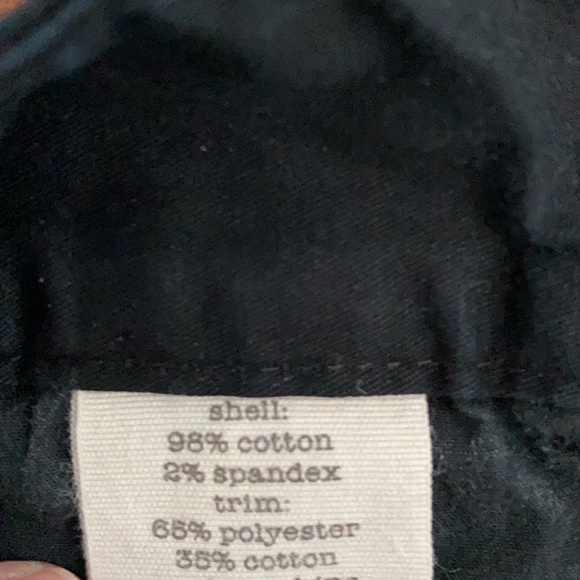 shell:
98% cotton
2% spandex
trim:
65% polyester
35% cotton